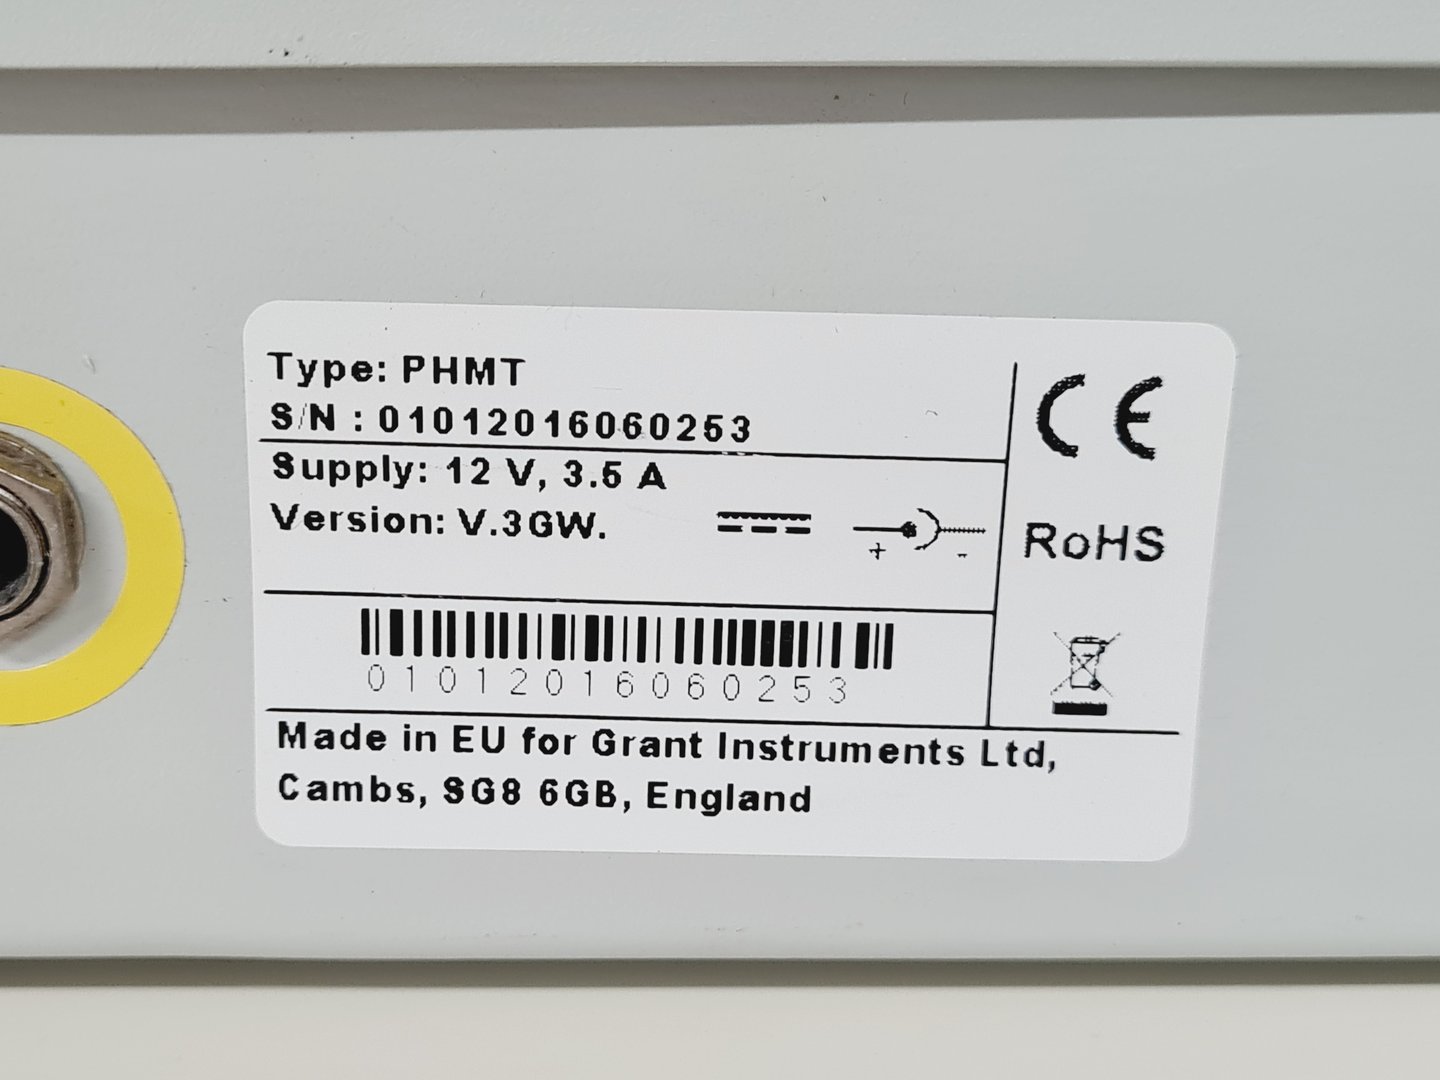 Type: PHMT
S/N : 01012016060253
Supply: 12 V, 3.5 A
Version: V.3GW.
+ -
CE
RoHS
01012016060253
Made in EU for Grant Instruments Ltd,
Cambs, SG8 6GB, England